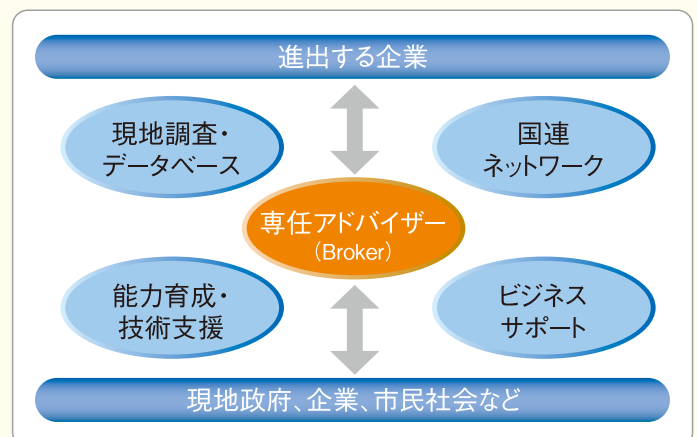 進出する企業
現地調査・
データベース
国連
ネットワーク
専任アドバイザー
(Broker)
能力育成・
技術支援
ビジネス
サポート
現地政府、企業、市民社会など